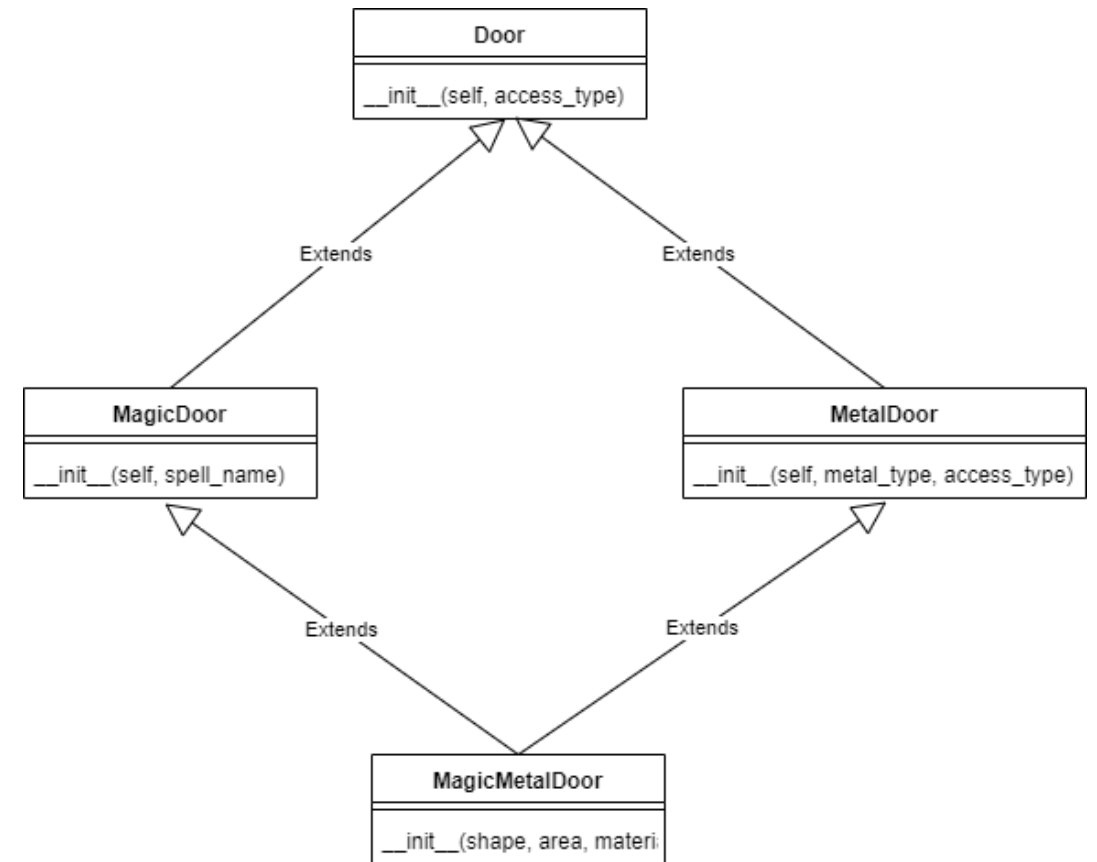 Door
__init__(self, access_type)
Extends
Extends
MagicDoor
__init__(self, spell_name)
MetalDoor
__init__(self, metal_type, access_type)
Extends
Extends
MagicMetalDoor
__init__(shape, area,